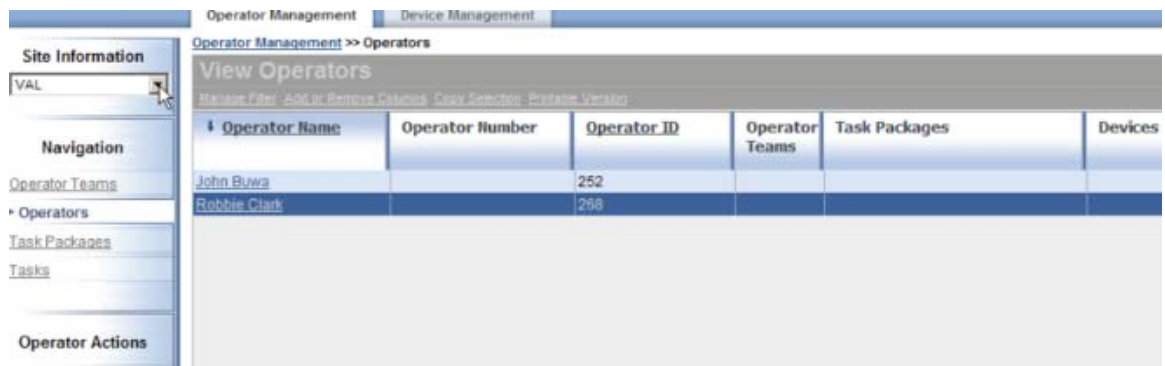 Operator Management Device Management
Operator Management >> Operators
Site Information
VAL
View Operators
Manage Filter Add or Remove Columns Copy Selection Printable Version
Operator Name Operator Number Operator ID Operator Teams Task Packages Devices
Navigation
Operator Teams
Operators
Task Packages
Tasks
John Buwa 252
Robbie Clark 268
Operator Actions